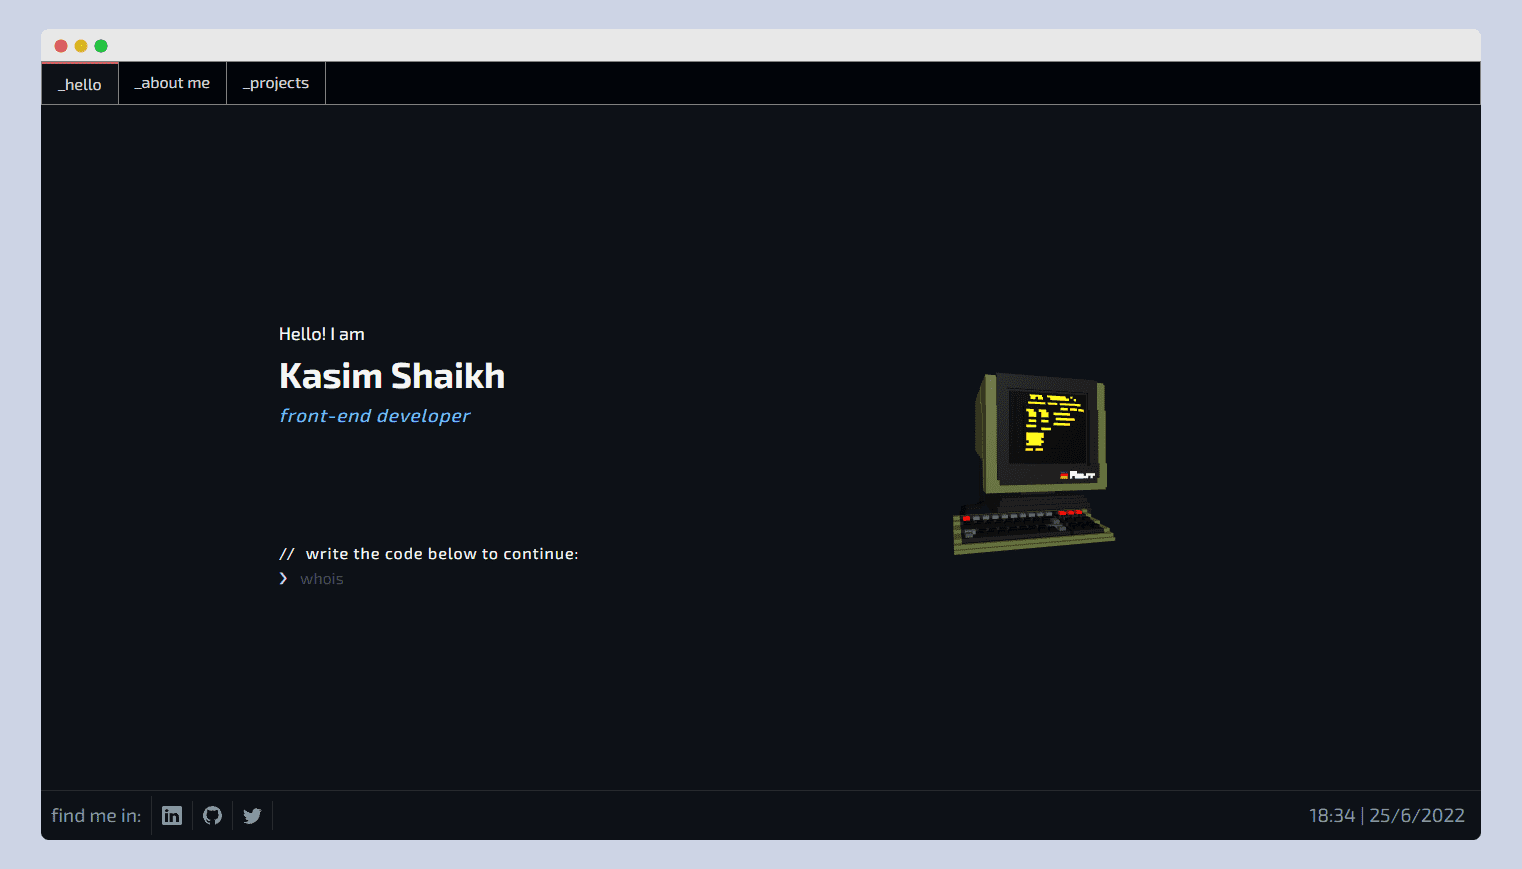 _hello
_about me
_projects
Hello! I am
Kasim Shaikh
front-end developer
// write the code below to continue:
❯ whois
find me in:
18:34 | 25/6/2022